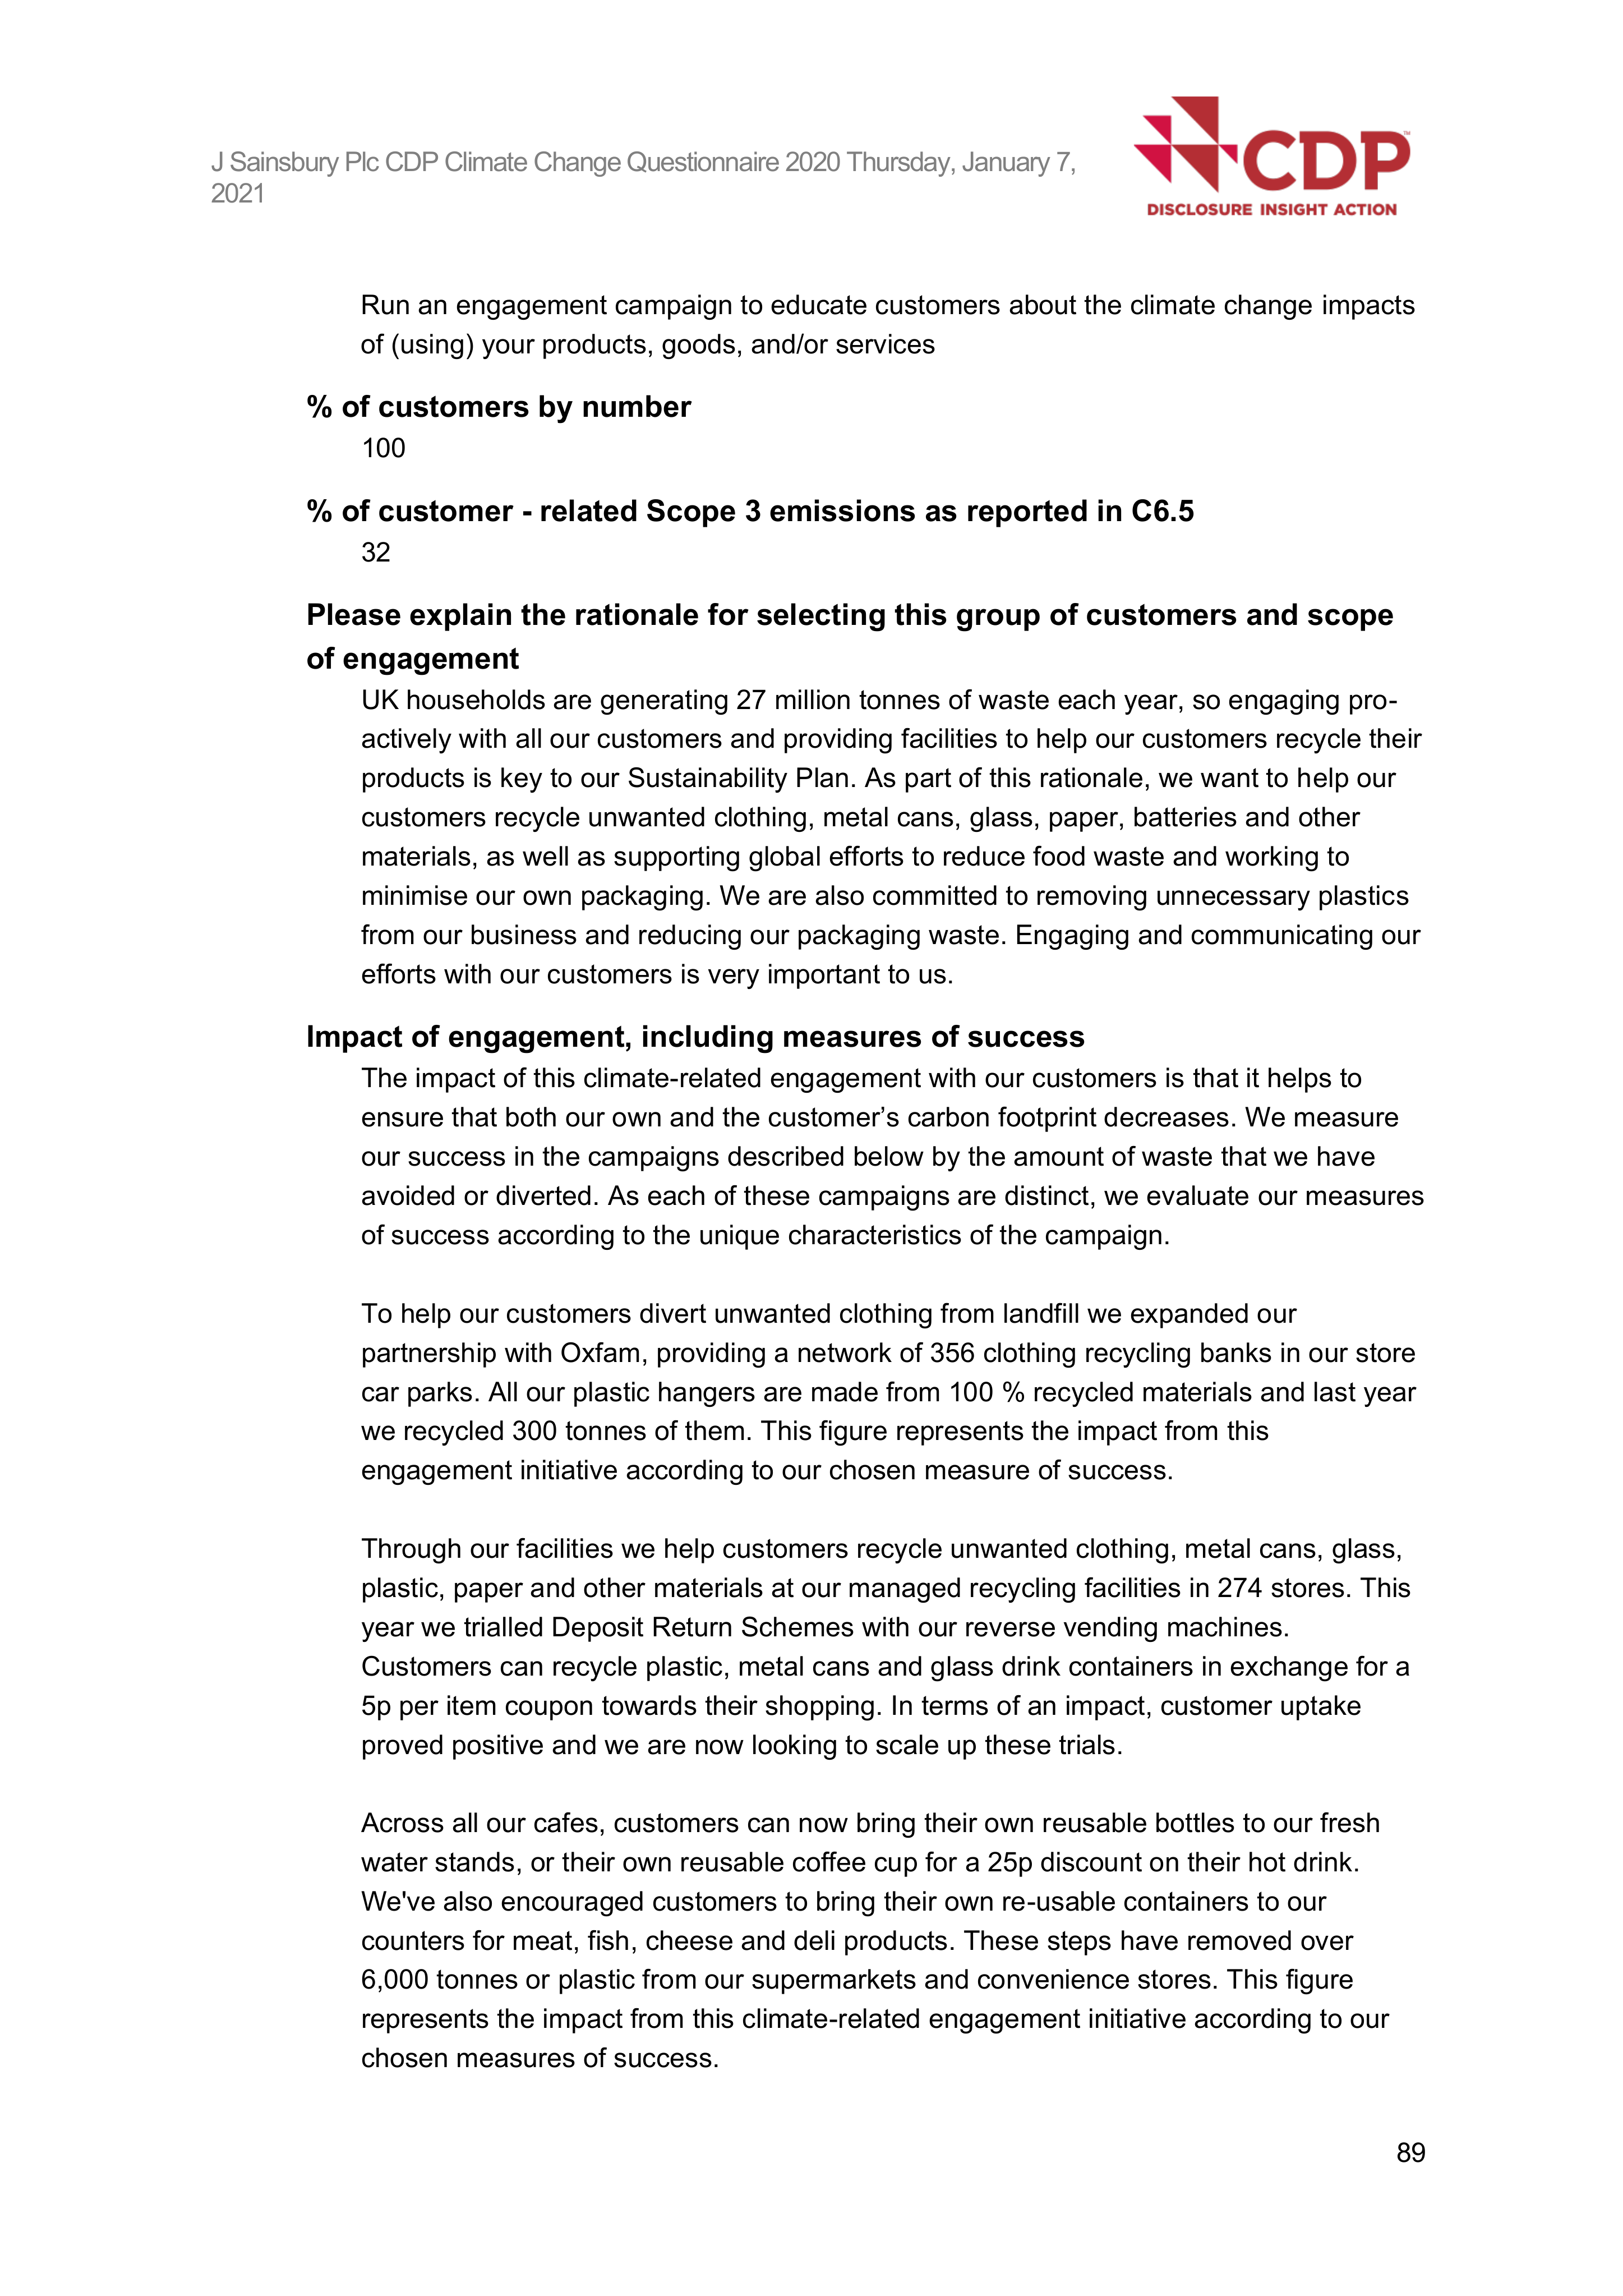 J Sainsbury Plc CDP Climate Change Questionnaire 2020 Thursday, January 7,
2021
CDP™
DISCLOSURE INSIGHT ACTION
Run an engagement campaign to educate customers about the climate change impacts
of (using) your products, goods, and/or services
% of customers by number
100
% of customer - related Scope 3 emissions as reported in C6.5
32
Please explain the rationale for selecting this group of customers and scope
of engagement
UK households are generating 27 million tonnes of waste each year, so engaging pro-
actively with all our customers and providing facilities to help our customers recycle their
products is key to our Sustainability Plan. As part of this rationale, we want to help our
customers recycle unwanted clothing, metal cans, glass, paper, batteries and other
materials, as well as supporting global efforts to reduce food waste and working to
minimise our own packaging. We are also committed to removing unnecessary plastics
from our business and reducing our packaging waste. Engaging and communicating our
efforts with our customers is very important to us.
Impact of engagement, including measures of success
The impact of this climate-related engagement with our customers is that it helps to
ensure that both our own and the customer’s carbon footprint decreases. We measure
our success in the campaigns described below by the amount of waste that we have
avoided or diverted. As each of these campaigns are distinct, we evaluate our measures
of success according to the unique characteristics of the campaign.
To help our customers divert unwanted clothing from landfill we expanded our
partnership with Oxfam, providing a network of 356 clothing recycling banks in our store
car parks. All our plastic hangers are made from 100 % recycled materials and last year
we recycled 300 tonnes of them. This figure represents the impact from this
engagement initiative according to our chosen measure of success.
Through our facilities we help customers recycle unwanted clothing, metal cans, glass,
plastic, paper and other materials at our managed recycling facilities in 274 stores. This
year we trialled Deposit Return Schemes with our reverse vending machines.
Customers can recycle plastic, metal cans and glass drink containers in exchange for a
5p per item coupon towards their shopping. In terms of an impact, customer uptake
proved positive and we are now looking to scale up these trials.
Across all our cafes, customers can now bring their own reusable bottles to our fresh
water stands, or their own reusable coffee cup for a 25p discount on their hot drink.
We've also encouraged customers to bring their own re-usable containers to our
counters for meat, fish, cheese and deli products. These steps have removed over
6,000 tonnes or plastic from our supermarkets and convenience stores. This figure
represents the impact from this climate-related engagement initiative according to our
chosen measures of success.
89